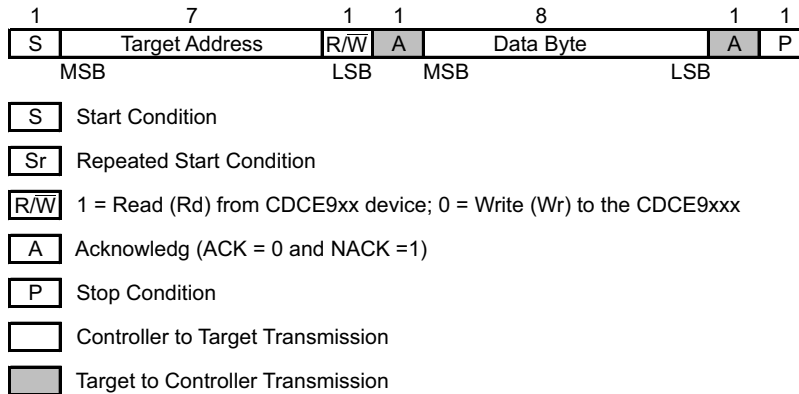 1 7 1 1 8 1 1
S Target Address R/W̅ A Data Byte A P
MSB LSB MSB LSB
S Start Condition
Sr Repeated Start Condition
R/W̅ 1 = Read (Rd) from CDCE9xx device; 0 = Write (Wr) to the CDCE9xxx
A Acknowledg (ACK = 0 and NACK =1)
P Stop Condition
Controller to Target Transmission
Target to Controller Transmission